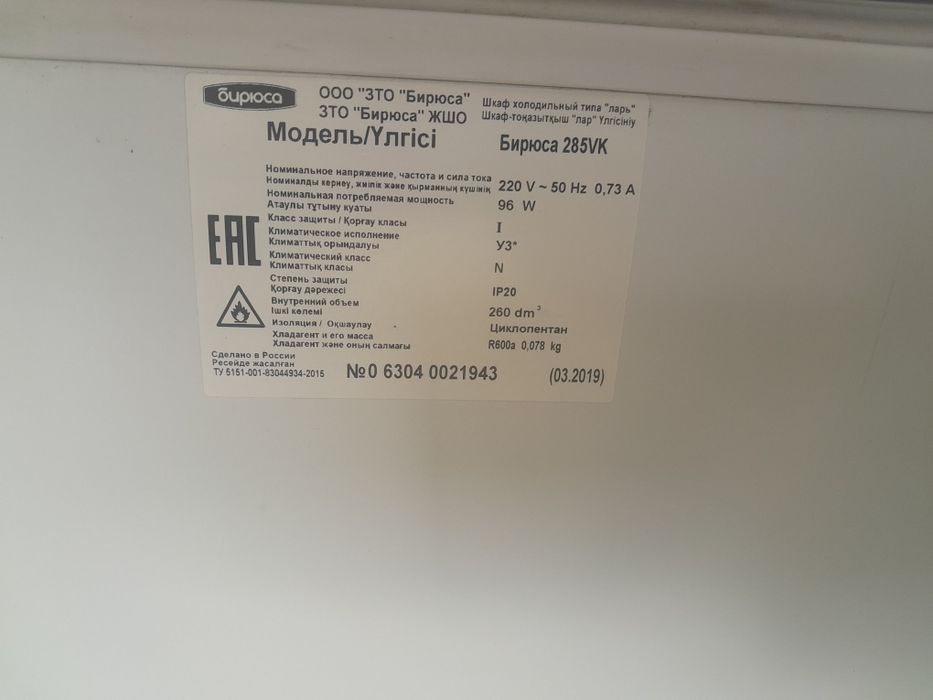 бирюса
ООО "ЗТО "Бирюса"
ЗТО "Бирюса" ЖШО
Шкаф холодильный типа "ларь"
Шкаф-тоңазытқыш "лар" Үлгісініү
Модель/Үлгісі Бирюса 285VK
Номинальное напряжение, частота и сила тока
Номиналды кернеу, жиілік және қырманның күшінің 220 V ~ 50 Hz 0,73 A
Номинальная потребляемая мощность
Атаулы тұтыну куаты 96 W
Класс защиты / Қорғау класы I
Климатическое исполнение
Климаттық орындалуы У3*
Климатический класс
Климаттық класы N
Степень защиты
Қорғау дәрежесі IP20
Внутренний объем
Ішкі көлемі 260 dm³
Изоляция / Оқшаулау Циклопентан
Хладагент и его масса
Хладагент және оның салмағы R600a 0,078 kg
EAC
Сделано в России
Ресейде жасалған
ТУ 5151-001-83044934-2015
№0 6304 0021943 (03.2019)